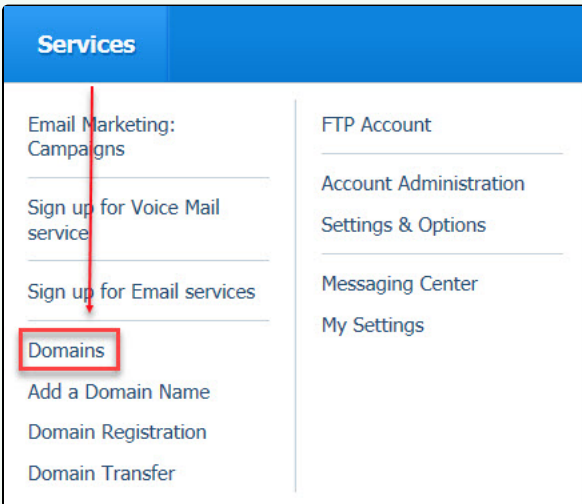 Services
Email Marketing:
Campaigns
Sign up for Voice Mail
service
Sign up for Email services
Domains
Add a Domain Name
Domain Registration
Domain Transfer
FTP Account
Account Administration
Settings & Options
Messaging Center
My Settings